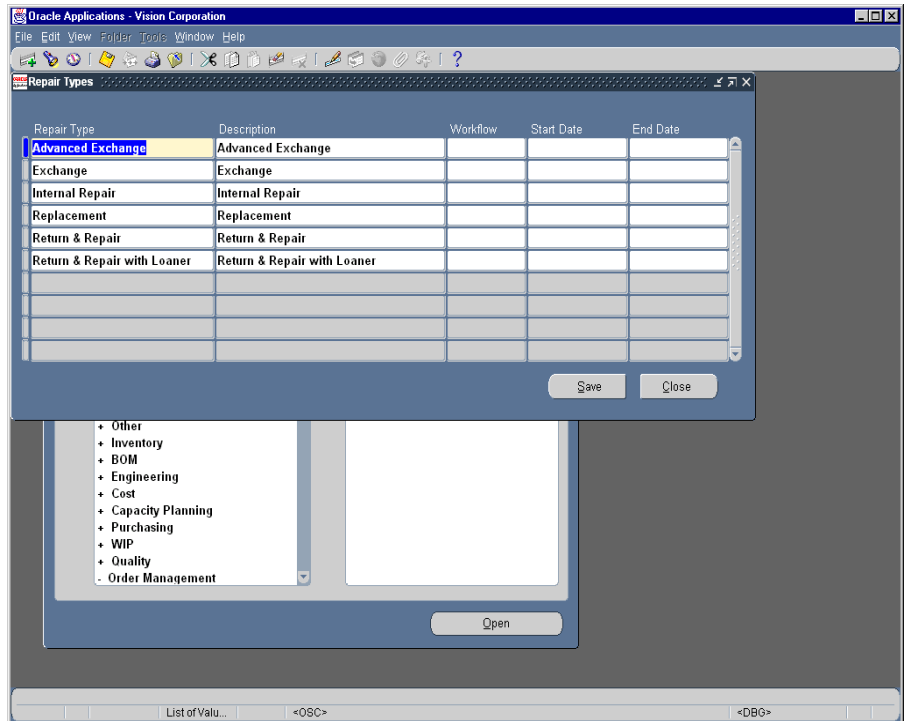 Oracle Applications - Vision Corporation
File Edit View Folder Tools Window Help
?
Repair Types
Repair Type Description Workflow Start Date End Date
Advanced Exchange Advanced Exchange
Exchange Exchange
Internal Repair Internal Repair
Replacement Replacement
Return & Repair Return & Repair
Return & Repair with Loaner Return & Repair with Loaner
Save Close
+ Other
+ Inventory
+ BOM
+ Engineering
+ Cost
+ Capacity Planning
+ Purchasing
+ WIP
+ Quality
- Order Management
Open
List of Valu... <OSC> <DBG>